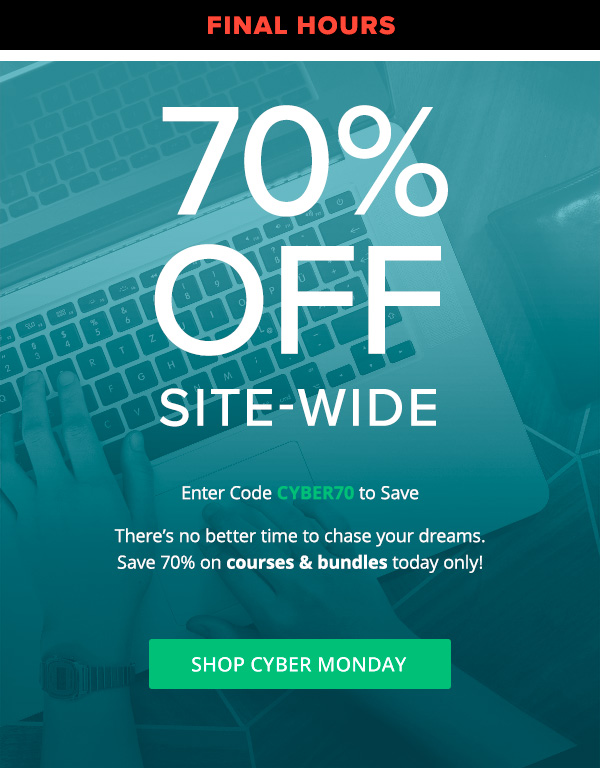 FINAL HOURS
70%
OFF
SITE-WIDE
Enter Code CYBER70 to Save
There's no better time to chase your dreams.
Save 70% on courses & bundles today only!
SHOP CYBER MONDAY